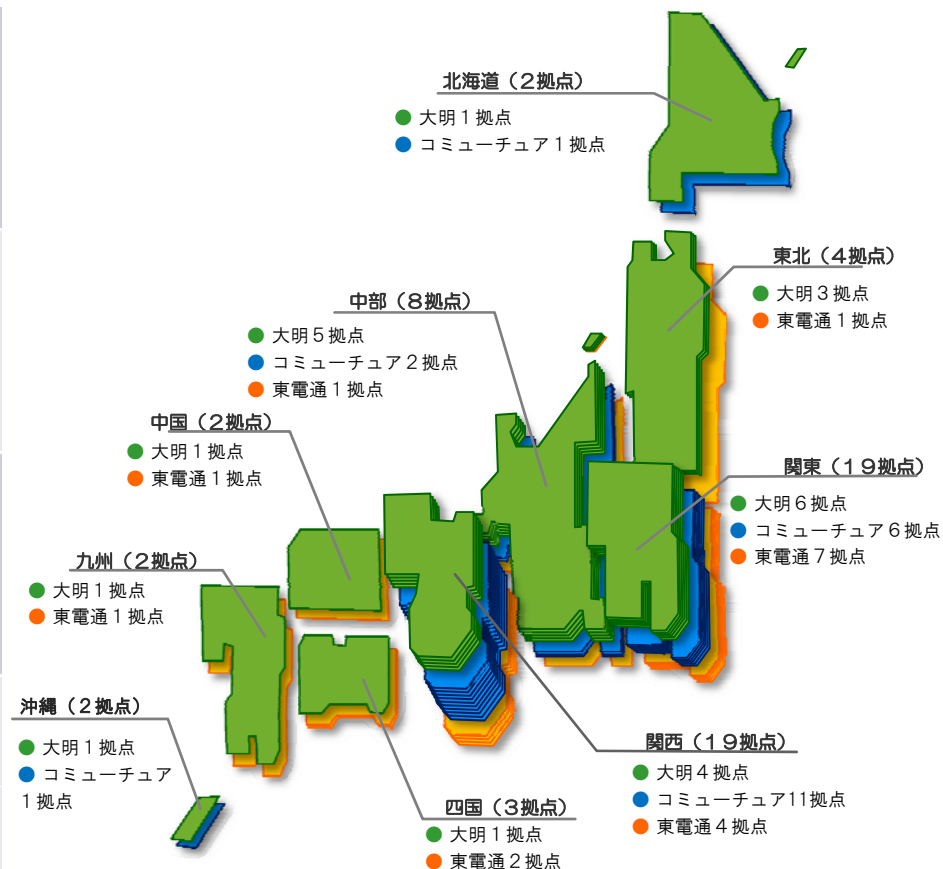 北海道（２拠点）
大明１拠点
コミューチュア１拠点
東北（４拠点）
大明３拠点
東電通１拠点
中部（８拠点）
大明５拠点
コミューチュア２拠点
東電通１拠点
中国（２拠点）
大明１拠点
東電通１拠点
関東（１９拠点）
大明６拠点
コミューチュア６拠点
東電通７拠点
九州（２拠点）
大明１拠点
東電通１拠点
沖縄（２拠点）
大明１拠点
コミューチュア
１拠点
関西（１９拠点）
大明４拠点
コミューチュア11拠点
東電通４拠点
四国（３拠点）
大明１拠点
東電通２拠点